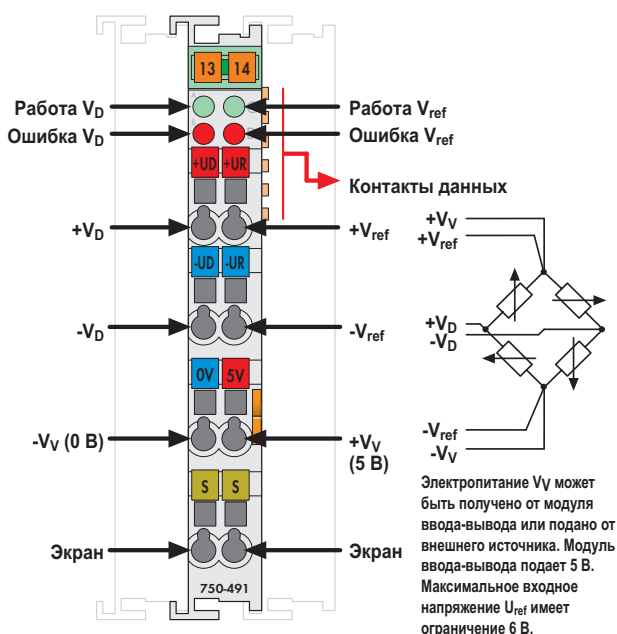 13 14
A
Работа VD
Работа Vref
Ошибка VD
Ошибка Vref
+UD +UR
Контакты данных
+VD
+Vref
-UD -UR
-VD
-Vref
0V 5V
-VV (0 В)
+VV
(5 В)
S S
Экран
Экран
750-491
+VV
+Vref
+VD
-VD
-Vref
-VV
Электропитание VV может
быть получено от модуля
ввода-вывода или подано от
внешнего источника. Модуль
ввода-вывода подает 5 В.
Максимальное входное
напряжение Uref имеет
ограничение 6 В.